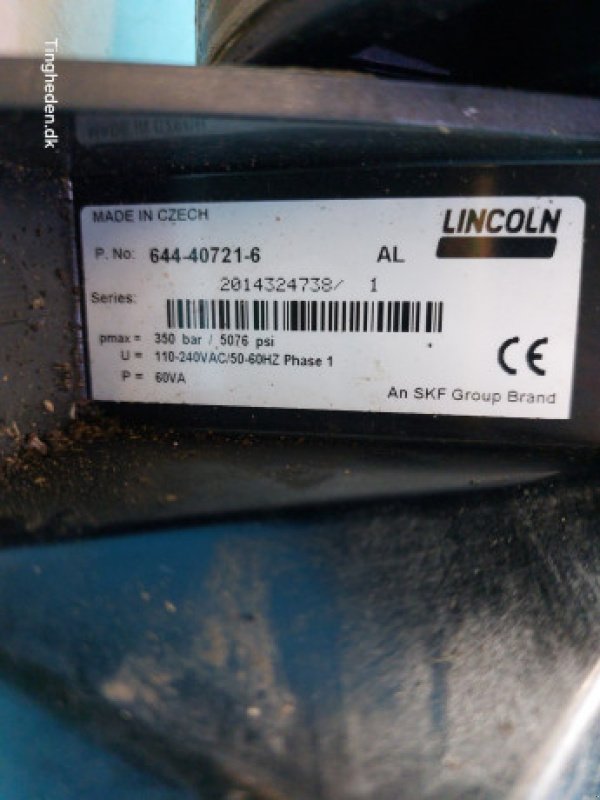 Tingheden.dk
MADE IN CZECH
LINCOLN
P. No: 644-40721-6 AL
2014324738/ 1
Series:
pmax = 350 bar / 5076 psi
U = 110-240VAC/50-60HZ Phase 1
P = 60VA
CE
An SKF Group Brand